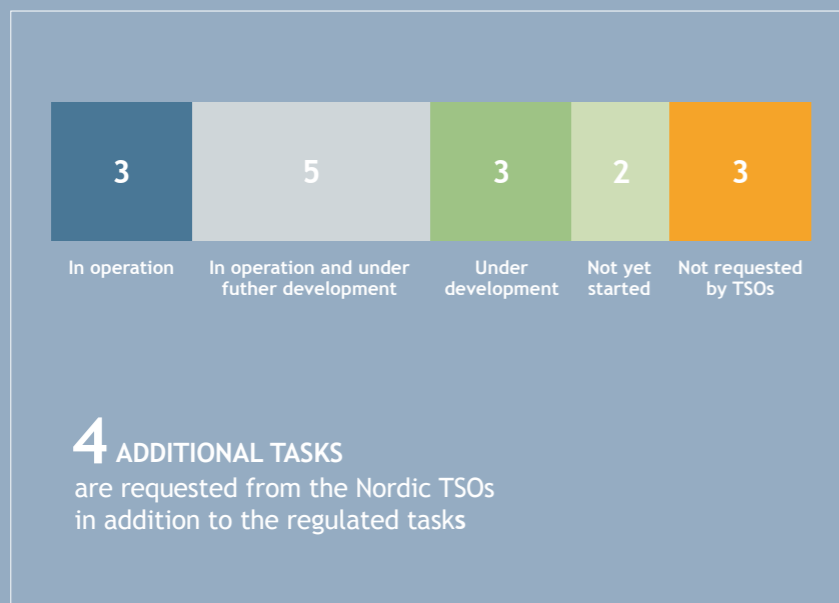 3
5
3
2
3
In operation
In operation and under
futher development
Under
development
Not yet
started
Not requested
by TSOs
4 ADDITIONAL TASKS
are requested from the Nordic TSOs
in addition to the regulated tasks